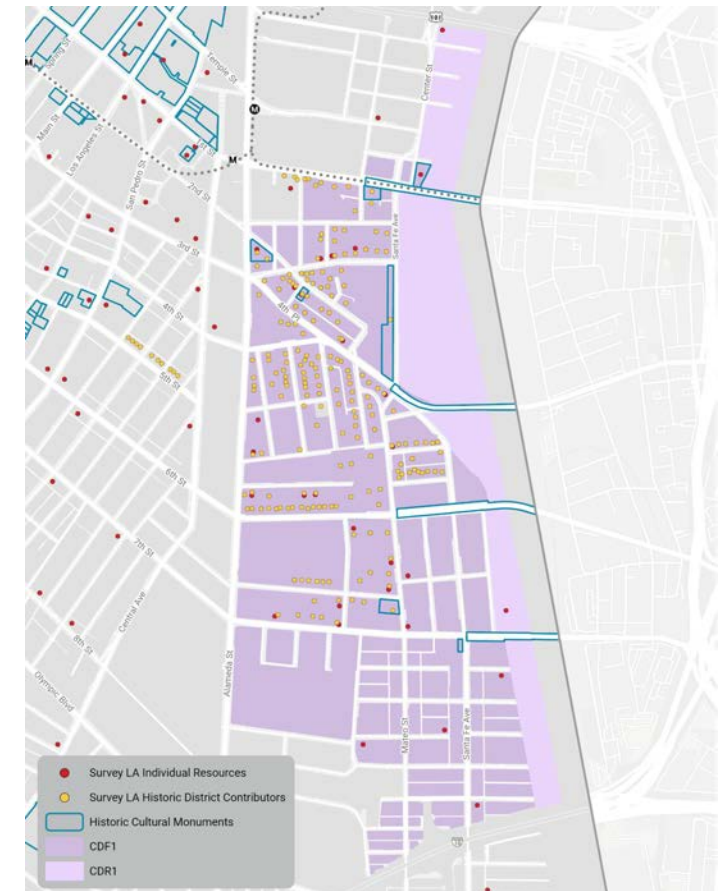 101
Spring St
Temple St
Center St
M
M
M
Main St
Los Angeles St
1st St
San Pedro St
2nd St
Santa Fe Ave
3rd St
4th Pl
4th St
5th St
6th St
7th St
Central Ave
8th St
Alameda St
Olympic Blvd
Mateo St
Santa Fe Ave
Survey LA Individual Resources
Survey LA Historic District Contributors
Historic Cultural Monuments
CDF1
CDR1